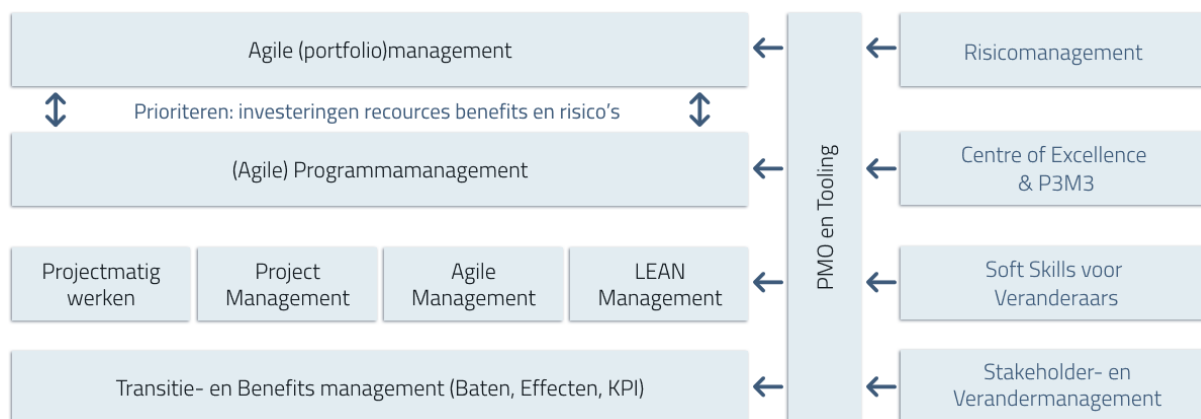 Agile (portfolio)management
Risicomanagement
Prioriteren: investeringen recources benefits en risico's
(Agile) Programmamanagement
PMO en Tooling
Centre of Excellence
& P3M3
Projectmatig
werken
Project
Management
Agile
Management
LEAN
Management
Soft Skills voor
Veranderaars
Transitie- en Benefits management (Baten, Effecten, KPI)
Stakeholder- en
Verandermanagement